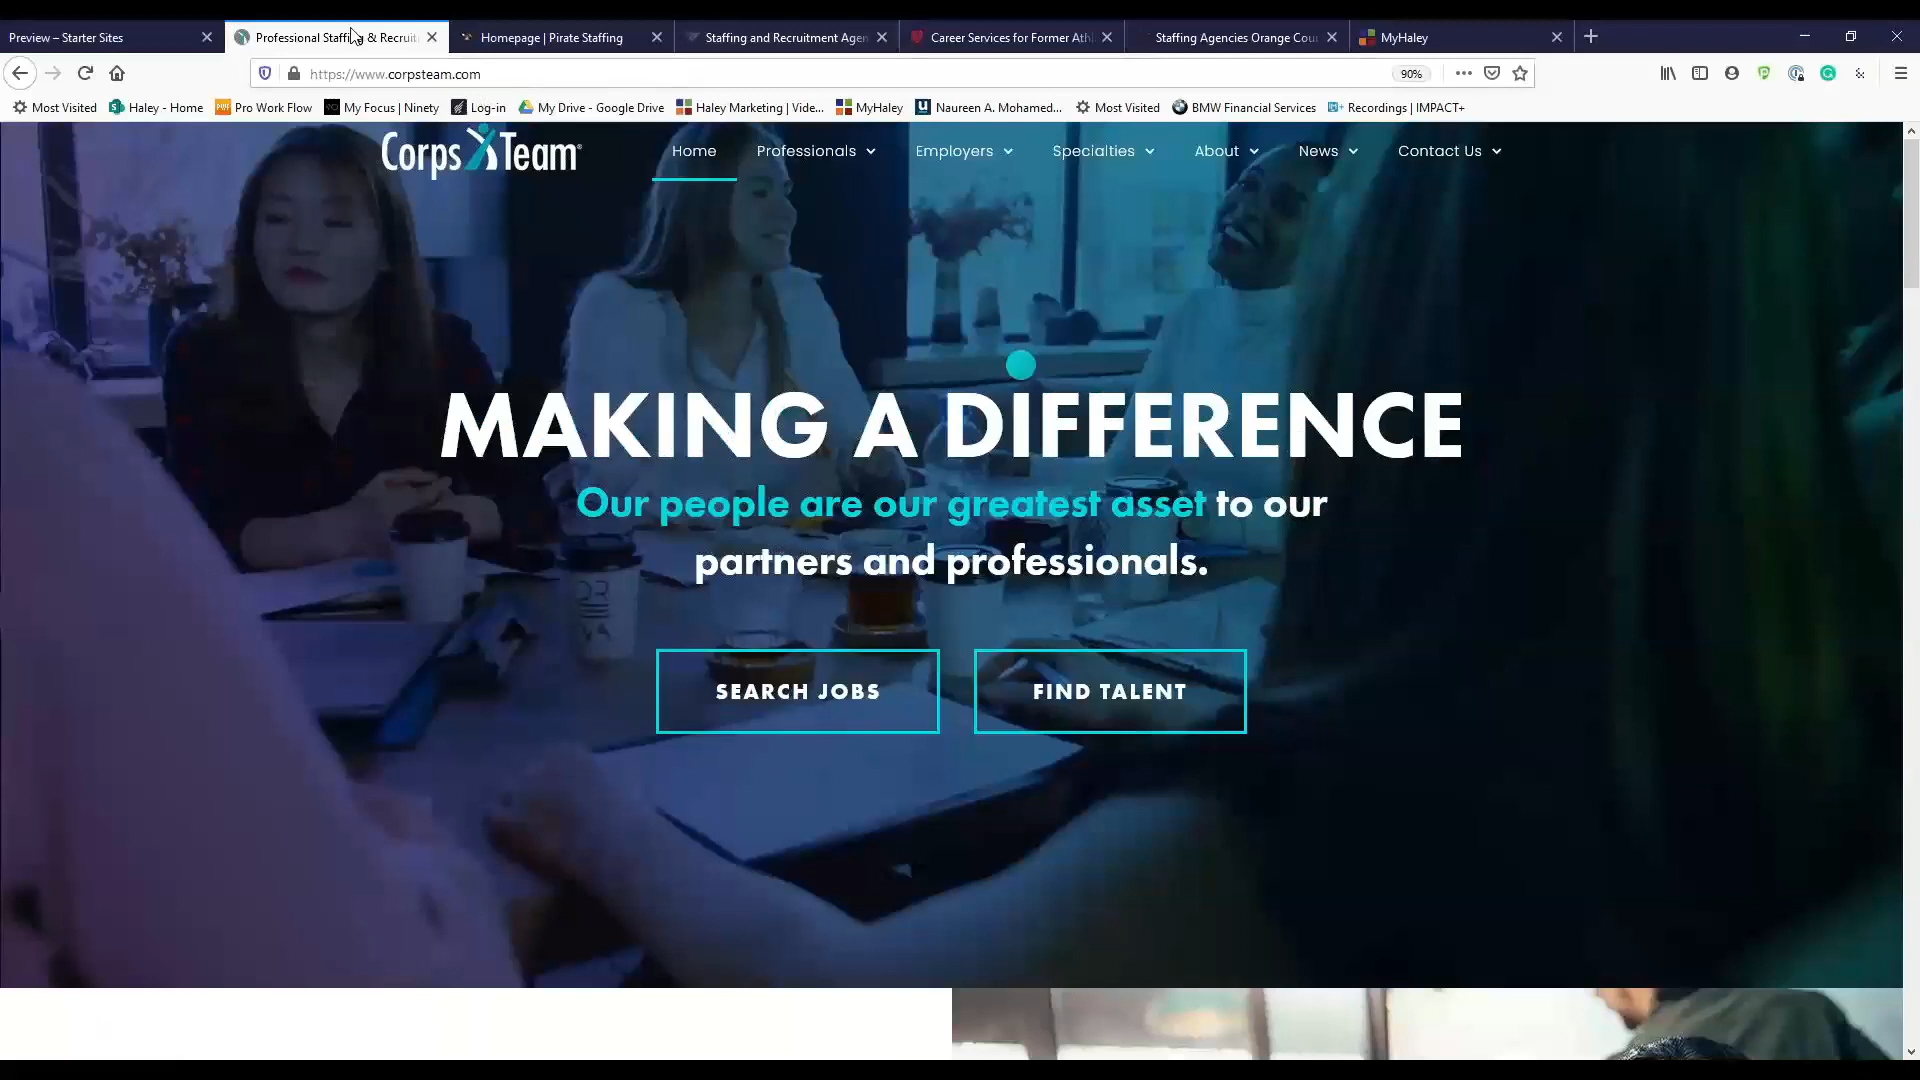 Preview – Starter Sites
Professional Staffing & Recruit
Homepage | Pirate Staffing
Staffing and Recruitment Agen
Career Services for Former Ath
Staffing Agencies Orange Cou
MyHaley
https://www.corpsteam.com
90%
Most Visited
Haley - Home
Pro Work Flow
My Focus | Ninety
Log-in
My Drive - Google Drive
Haley Marketing | Vide...
MyHaley
Naureen A. Mohamed...
Most Visited
BMW Financial Services
Recordings | IMPACT+
Corps Team
Home
Professionals
Employers
Specialties
About
News
Contact Us
MAKING A DIFFERENCE
Our people are our greatest asset to our
partners and professionals.
SEARCH JOBS
FIND TALENT